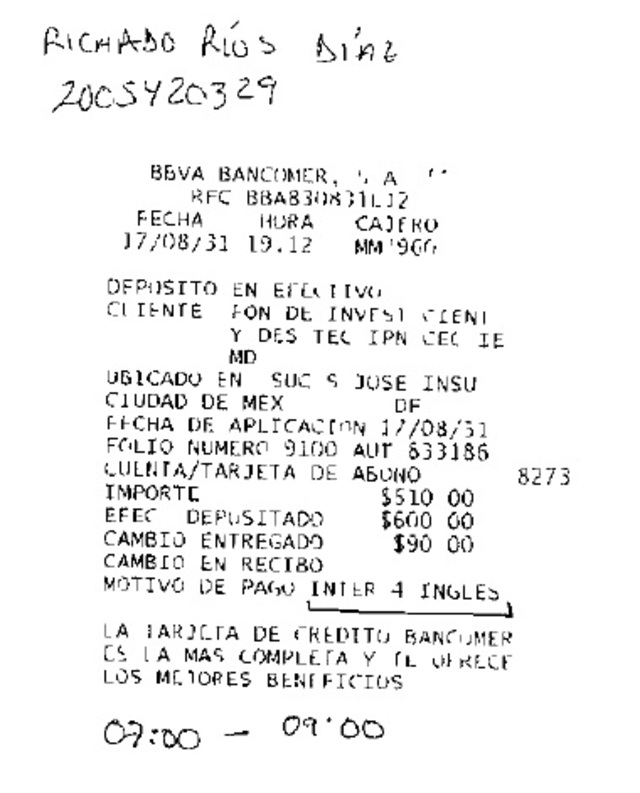 RICHADO RÍOS DÍAZ
2005420329
BBVA BANCOMER, S A
RFC BBA830831LJ2
FECHA HORA CAJERO
17/08/31 19.12
DEPOSITO EN EFECTIVO
CLIENTE FON DE INVEST CIENT
Y DES TEC IPN CEC IE
MD
UBICADO EN SUC S JOSE INSU
CIUDAD DE MEX DF
FECHA DE APLICACION 17/08/31
FOLIO NUMERO 9100 AUT 633186
CUENTA/TARJETA DE ABONO 8273
IMPORTE $510 00
EFEC DEPOSITADO $600 00
CAMBIO ENTREGADO $90 00
CAMBIO EN RECIBO
MOTIVO DE PAGO INTER 4 INGLES
LA TARJETA DE CREDITO BANCOMER
ES LA MAS COMPLETA Y TE OFRECE
LOS MEJORES BENEFICIOS
07:00 - 09:00